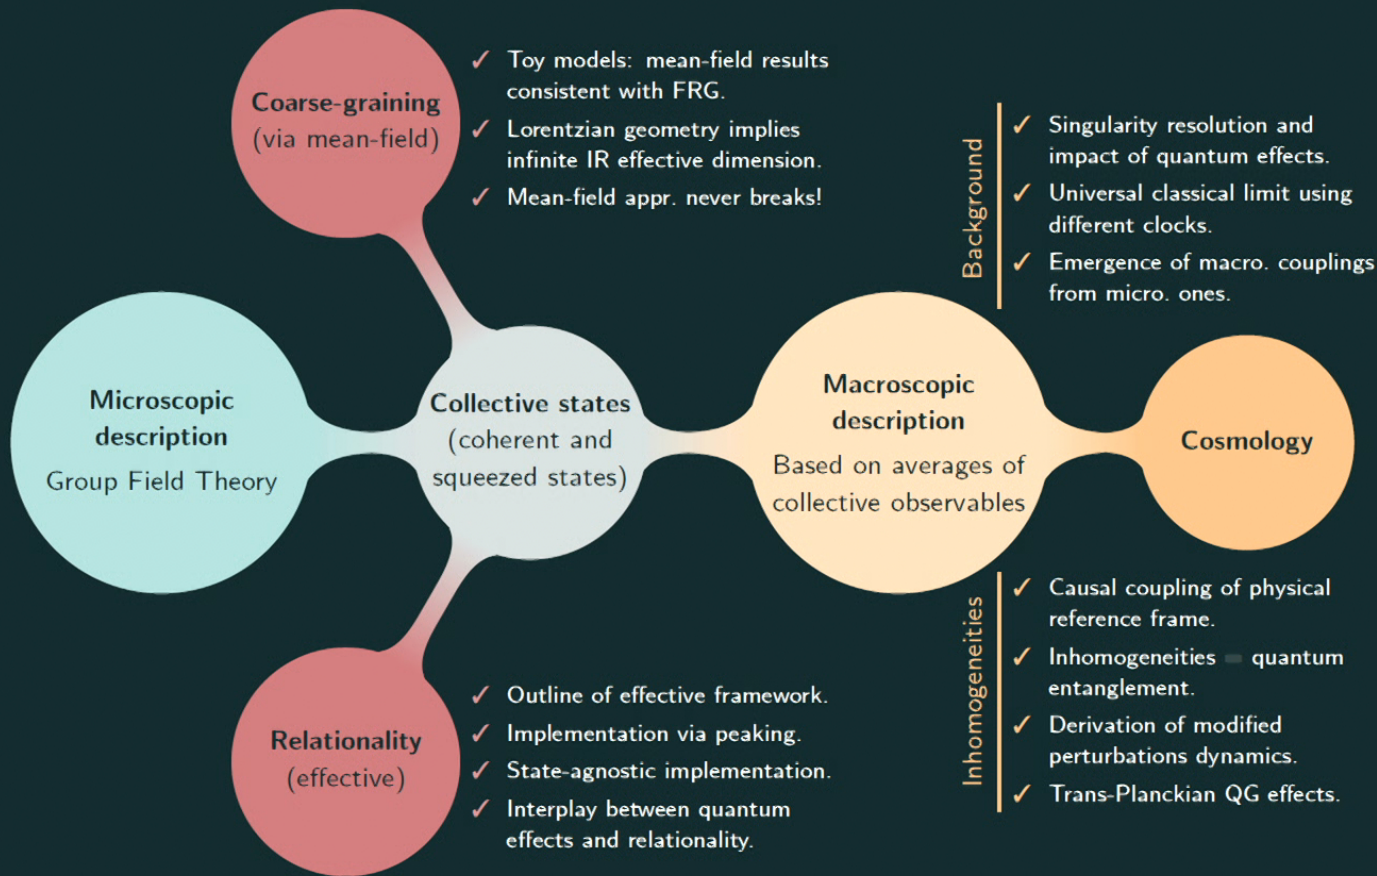 Coarse-graining
(via mean-field)
✓ Toy models: mean-field results
consistent with FRG.
✓ Lorentzian geometry implies
infinite IR effective dimension.
✓ Mean-field appr. never breaks!
Background
✓ Singularity resolution and
impact of quantum effects.
✓ Universal classical limit using
different clocks.
✓ Emergence of macro. couplings
from micro. ones.
Microscopic
description
Group Field Theory
Collective states
(coherent and
squeezed states)
Macroscopic
description
Based on averages of
collective observables
Cosmology
Relationality
(effective)
✓ Outline of effective framework.
✓ Implementation via peaking.
✓ State-agnostic implementation.
✓ Interplay between quantum
effects and relationality.
Inhomogeneities
✓ Causal coupling of physical
reference frame.
✓ Inhomogeneities quantum
entanglement.
✓ Derivation of modified
perturbations dynamics.
✓ Trans-Planckian QG effects.